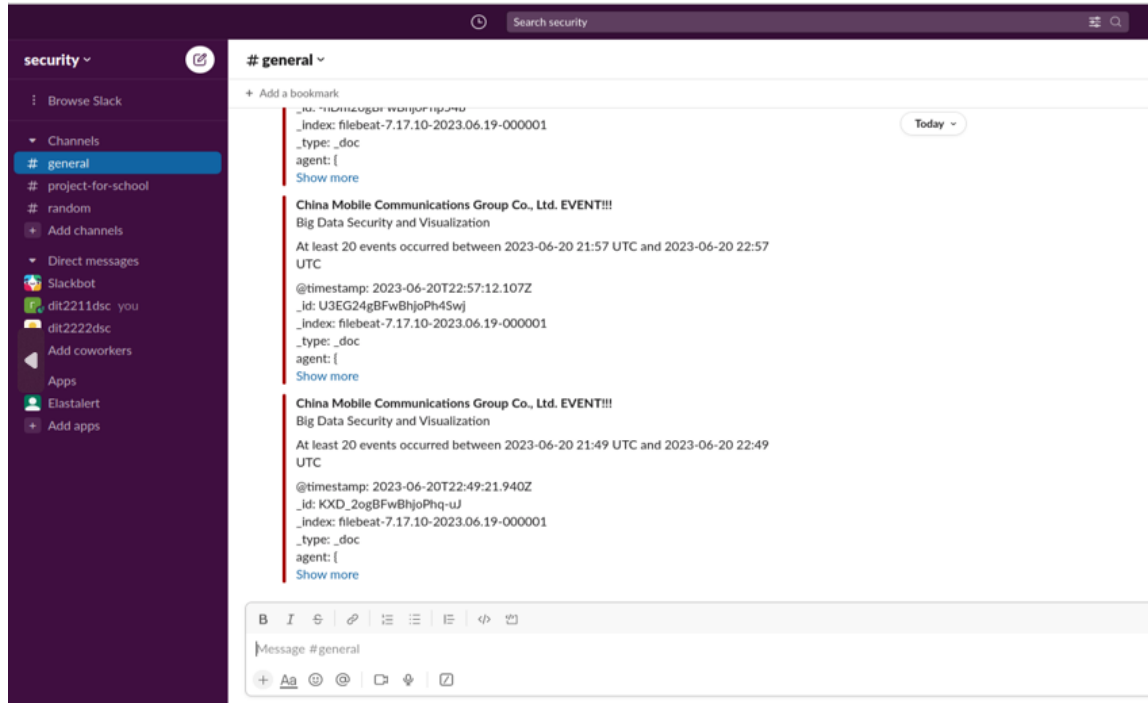 Search security
security
# general
+ Add a bookmark
Browse Slack
Channels
# general
# project-for-school
# random
+ Add channels
Direct messages
Slackbot
dit2211dsc you
dit2222dsc
Add coworkers
Apps
Elastalert
+ Add apps
Today
_index: filebeat-7.17.10-2023.06.19-000001
_type: _doc
agent: {
Show more
China Mobile Communications Group Co., Ltd. EVENT!!!
Big Data Security and Visualization
At least 20 events occurred between 2023-06-20 21:57 UTC and 2023-06-20 22:57
UTC
@timestamp: 2023-06-20T22:57:12.107Z
_id: U3EG24gBFwBhjoPh4Swj
_index: filebeat-7.17.10-2023.06.19-000001
_type: _doc
agent: {
Show more
China Mobile Communications Group Co., Ltd. EVENT!!!
Big Data Security and Visualization
At least 20 events occurred between 2023-06-20 21:49 UTC and 2023-06-20 22:49
UTC
@timestamp: 2023-06-20T22:49:21.940Z
_id: KXD_2ogBFwBhjoPhq-uJ
_index: filebeat-7.17.10-2023.06.19-000001
_type: _doc
agent: {
Show more
B I S
Message #general
+ Aa @